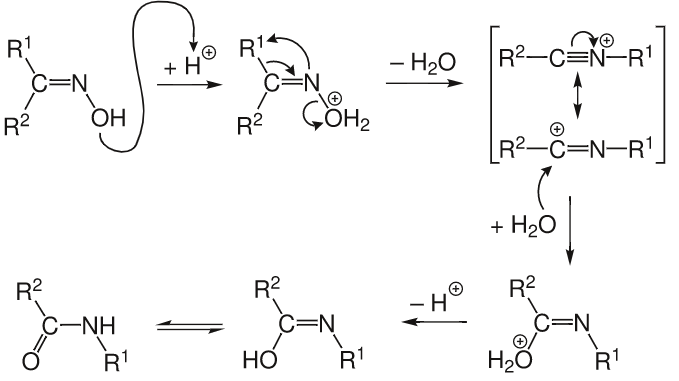 R¹ C=N OH R²
+ H⊕
R¹ C=N ⊕OH₂ R²
– H₂O
R²–C≡N⊕–R¹
R²–C⊕=N–R¹
+ H₂O
R² C=N H₂O⊕ R¹
– H⊕
R² C=N HO R¹
R² C–NH O R¹